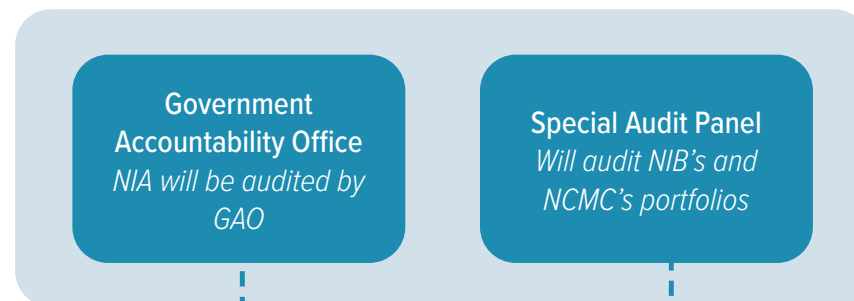 Government
Accountability Office
NIA will be audited by
GAO
Special Audit Panel
Will audit NIB’s and
NCMC’s portfolios